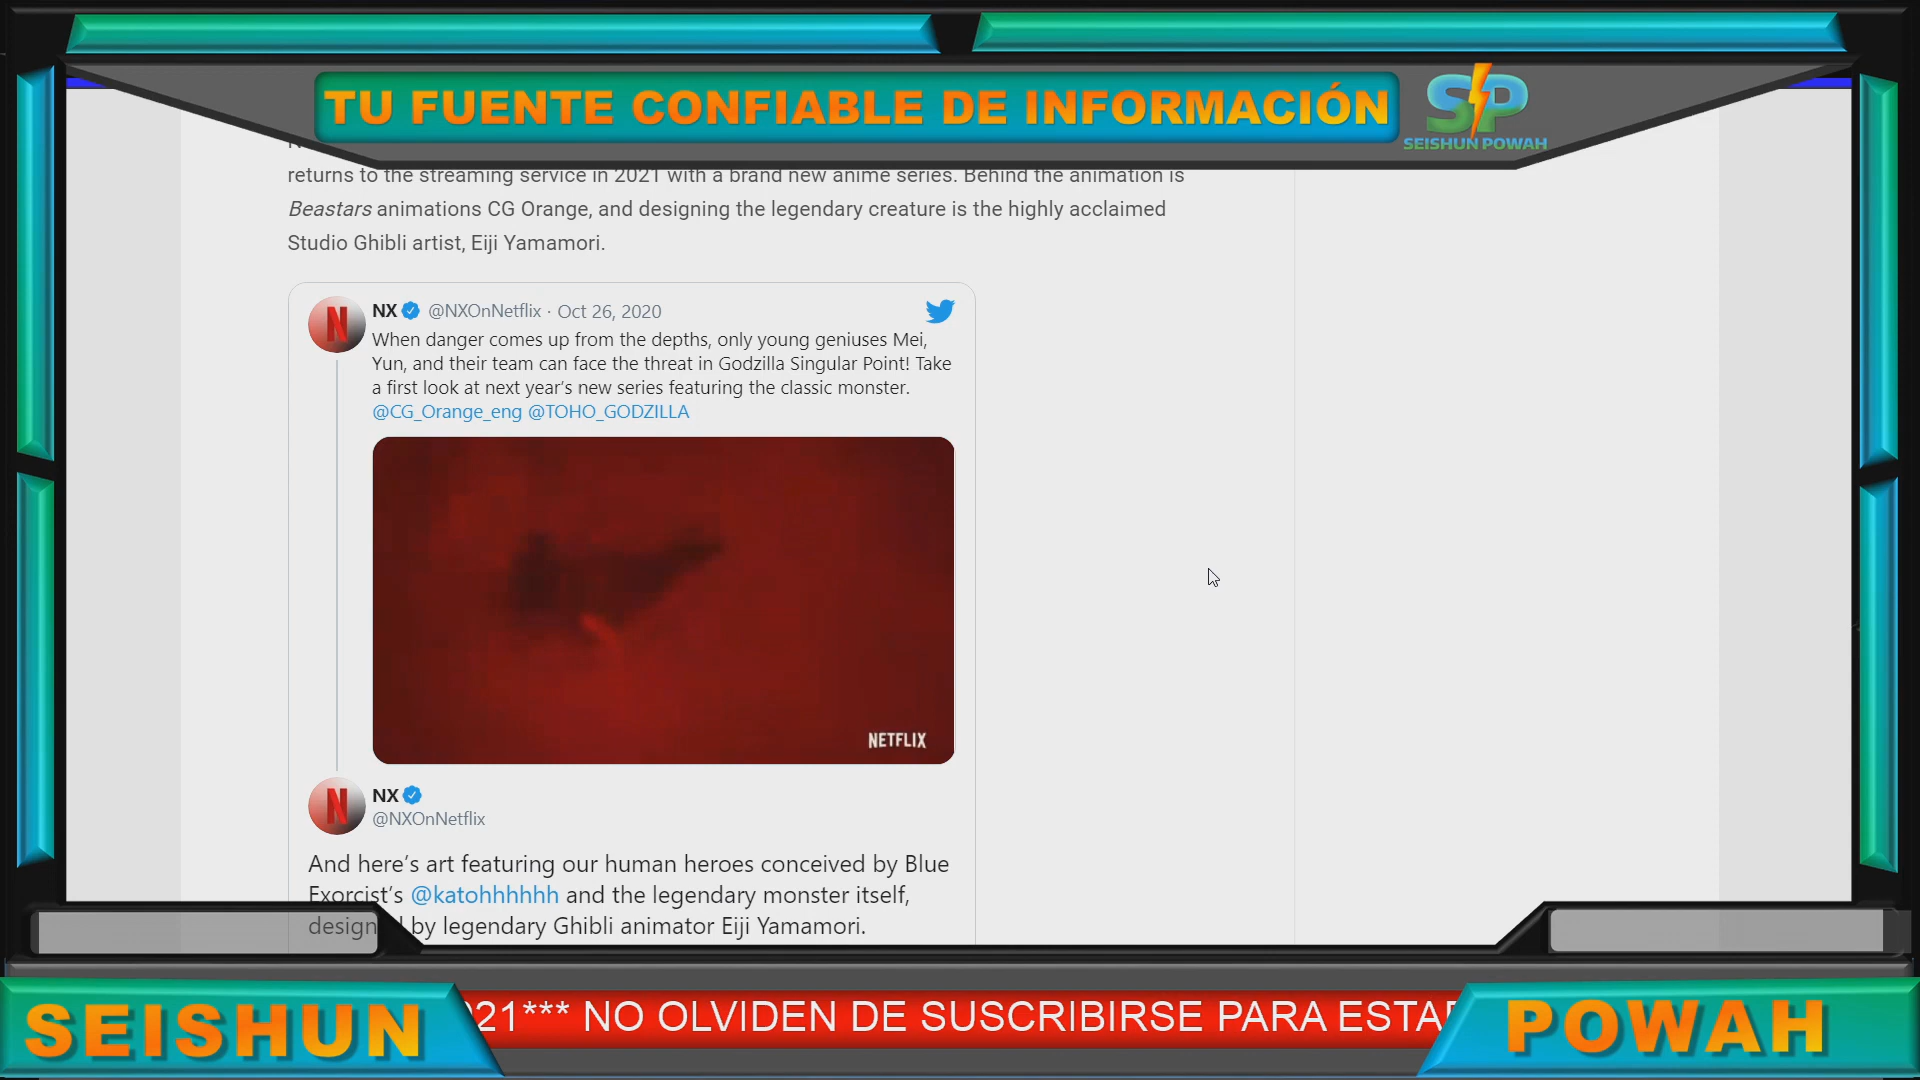 TU FUENTE CONFIABLE DE INFORMACIÓN
SP
SEISHUN POWAH
returns to the streaming service in 2021 with a brand new anime series. Behind the animation is
Beastars animations CG Orange, and designing the legendary creature is the highly acclaimed
Studio Ghibli artist, Eiji Yamamori.
NX @NXOnNetflix · Oct 26, 2020
When danger comes up from the depths, only young geniuses Mei,
Yun, and their team can face the threat in Godzilla Singular Point! Take
a first look at next year's new series featuring the classic monster.
@CG_Orange_eng @TOHO_GODZILLA
NETFLIX
NX
@NXOnNetflix
And here's art featuring our human heroes conceived by Blue
Exorcist's @katohhhhhh and the legendary monster itself,
designed by legendary Ghibli animator Eiji Yamamori.
SEISHUN
021*** NO OLVIDEN DE SUSCRIBIRSE PARA ESTAR
POWAH